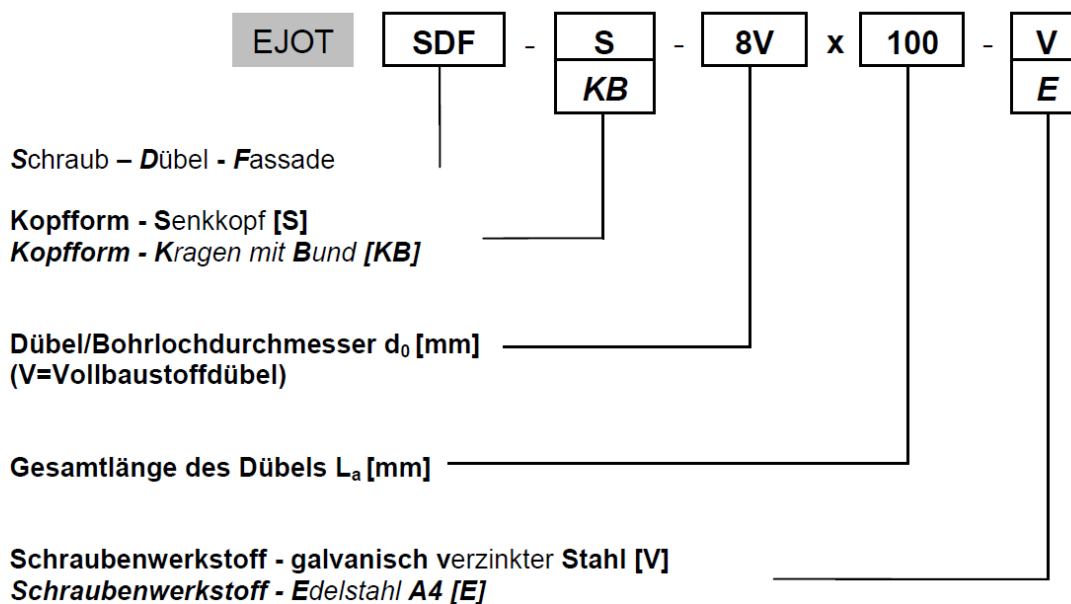 EJOT SDF - S - 8V x 100 - V
KB E
Schraub – Dübel - Fassade
Kopfform - Senkkopf [S]
Kopfform - Kragen mit Bund [KB]
Dübel/Bohrlochdurchmesser d₀ [mm]
(V=Vollbaustoffdübel)
Gesamtlänge des Dübels Lₐ [mm]
Schraubenwerkstoff - galvanisch verzinkter Stahl [V]
Schraubenwerkstoff - Edelstahl A4 [E]